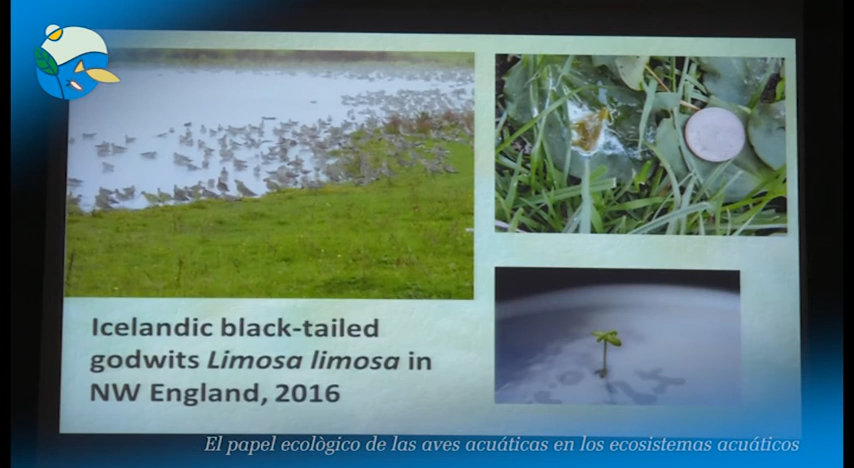 Icelandic black-tailed
godwits Limosa limosa in
NW England, 2016
El papel ecològico de las aves acuáticas en los ecosistemas acuáticos